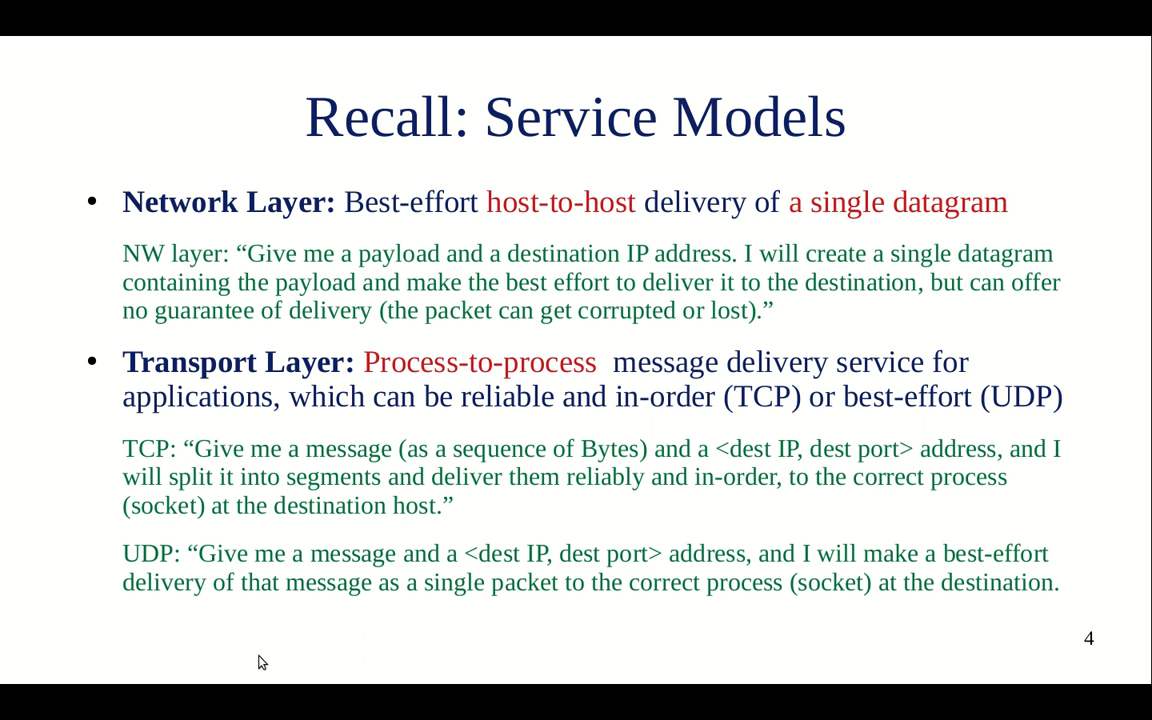 Recall: Service Models
• Network Layer: Best-effort host-to-host delivery of a single datagram
NW layer: “Give me a payload and a destination IP address. I will create a single datagram
containing the payload and make the best effort to deliver it to the destination, but can offer
no guarantee of delivery (the packet can get corrupted or lost).”
• Transport Layer: Process-to-process message delivery service for
applications, which can be reliable and in-order (TCP) or best-effort (UDP)
TCP: “Give me a message (as a sequence of Bytes) and a <dest IP, dest port> address, and I
will split it into segments and deliver them reliably and in-order, to the correct process
(socket) at the destination host.”
UDP: “Give me a message and a <dest IP, dest port> address, and I will make a best-effort
delivery of that message as a single packet to the correct process (socket) at the destination.
4